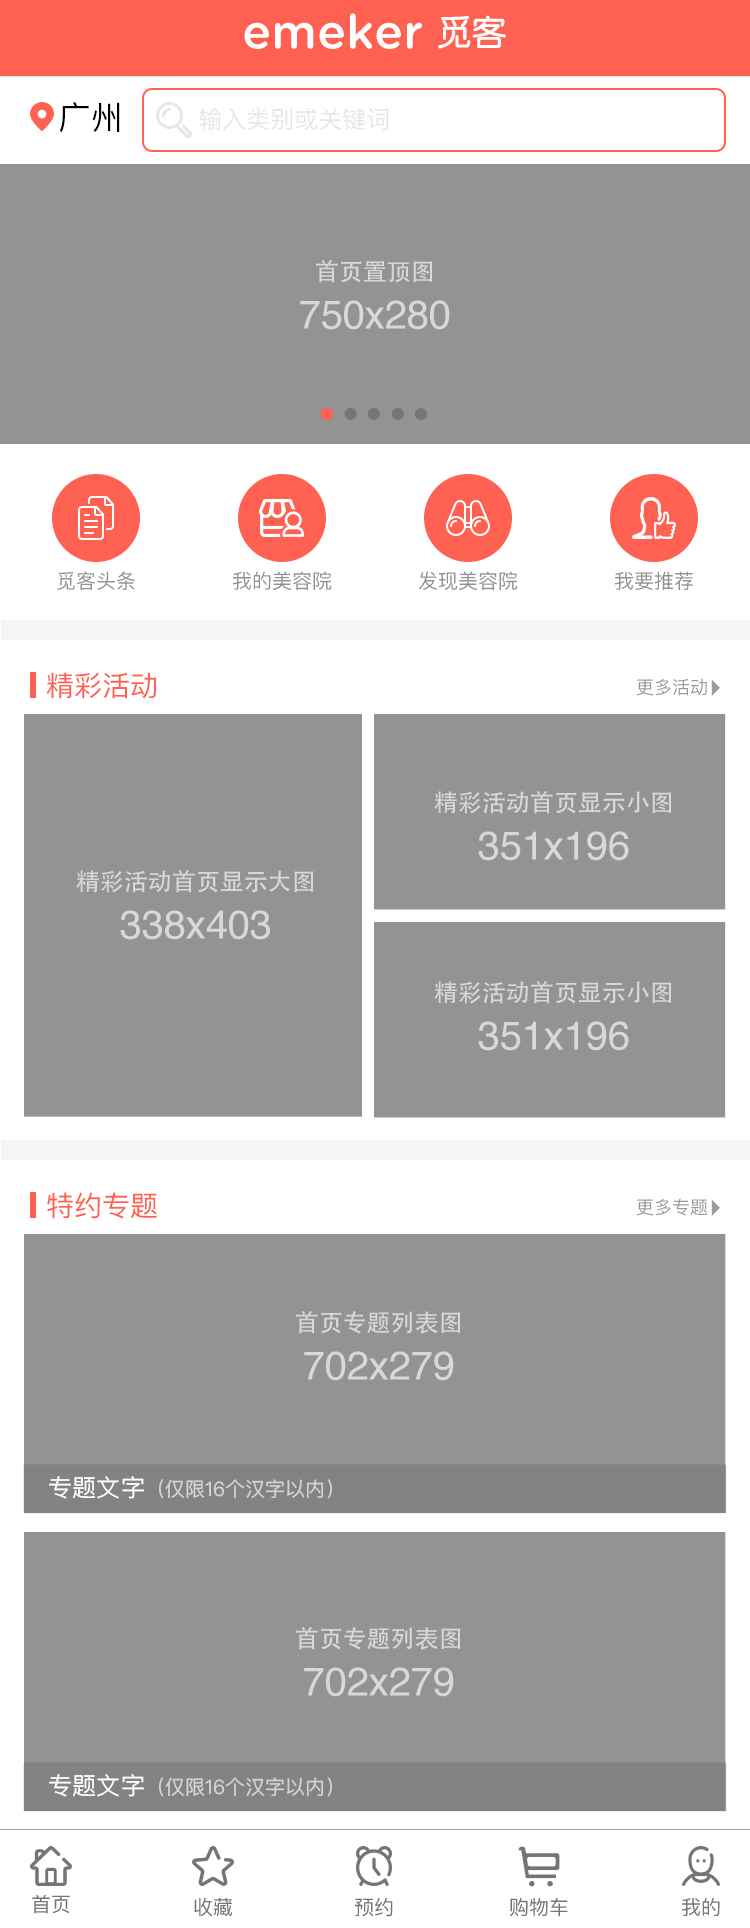 emeker 觅客
广州
输入类别或关键词
首页置顶图
750x280
觅客头条
我的美容院
发现美容院
我要推荐
精彩活动
更多活动
精彩活动首页显示大图
338x403
精彩活动首页显示小图
351x196
精彩活动首页显示小图
351x196
特约专题
更多专题
首页专题列表图
702x279
专题文字（仅限16个汉字以内）
首页专题列表图
702x279
专题文字（仅限16个汉字以内）
首页
收藏
预约
购物车
我的